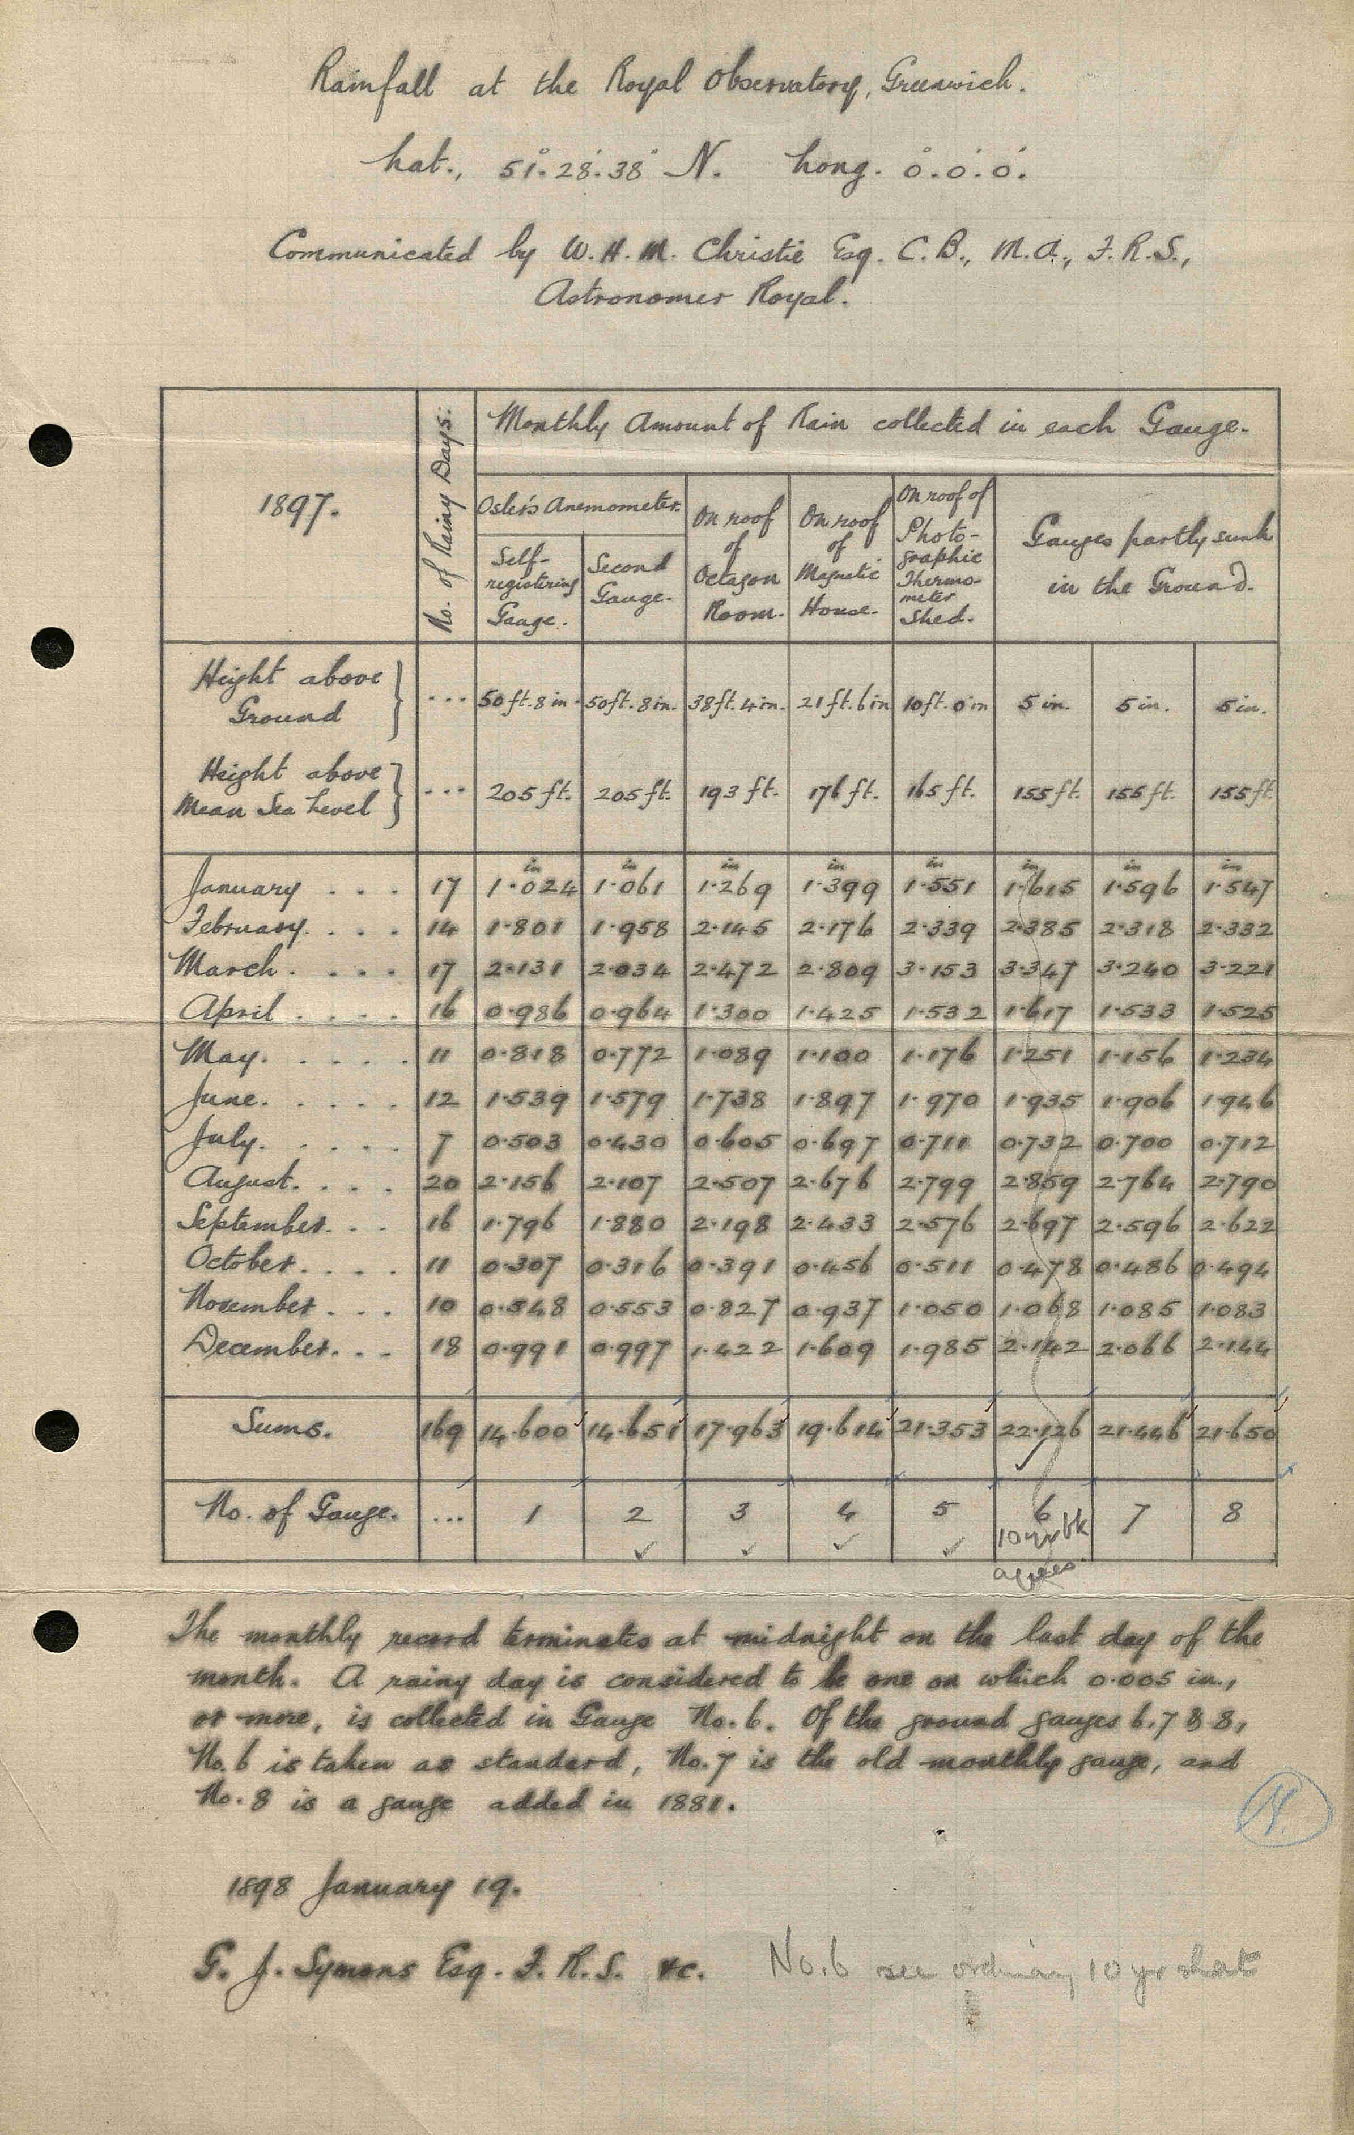 Rainfall at the Royal Observatory, Greenwich.
Lat., 51°.28'.38" N. Long. 0°.0'.0".
Communicated by W. H. M. Christie Esq. C. B., M. A., F. R. S.,
Astronomer Royal.
1897.
No. of Rainy Days.
Monthly Amount of Rain collected in each Gauge.
Osler's Anemometer.
Self-
registering
Gauge.
Second
Gauge.
On roof
of
Octagon
Room.
On roof
of
Magnetic
House.
On roof of
Photo-
graphic
Thermo-
meter
Shed.
Gauges partly sunk
in the Ground.
Height above
Ground } ... 50 ft. 8 in. 50 ft. 8 in. 38 ft. 4 in. 21 ft. 6 in 10 ft. 0 in 5 in. 5 in. 5 in.
Height above
Mean Sea Level } ... 205 ft. 205 ft. 193 ft. 176 ft. 165 ft. 155 ft. 155 ft. 155 ft
in in in in in in in in
January . . . 17 1.024 1.061 1.269 1.399 1.551 1.615 1.596 1.547
February. . . . 14 1.801 1.958 2.145 2.176 2.339 2.385 2.318 2.332
March . . . . 17 2.131 2.034 2.472 2.809 3.153 3.347 3.240 3.221
April . . . . 16 0.986 0.964 1.300 1.425 1.532 1.617 1.533 1.525
May. . . . . 11 0.818 0.772 1.089 1.100 1.176 1.251 1.156 1.234
June. . . . . 12 1.539 1.579 1.738 1.897 1.970 1.935 1.906 1.946
July. . . . . 7 0.503 0.430 0.605 0.697 0.711 0.732 0.700 0.712
August. . . . 20 2.156 2.107 2.507 2.676 2.799 2.859 2.764 2.790
September. . . 16 1.796 1.880 2.198 2.433 2.576 2.697 2.596 2.622
October. . . . 11 0.307 0.316 0.391 0.456 0.511 0.478 0.486 0.494
November . . . 10 0.548 0.553 0.827 0.937 1.050 1.068 1.085 1.083
December. . . 18 0.991 0.997 1.422 1.609 1.985 2.142 2.066 2.144
Sums. 169 14.600 14.651 17.963 19.614 21.353 22.126 21.446 21.650
No. of Gauge. ... 1 2 3 4 5 6 7 8
10 yr bk
agrees.
The monthly record terminates at midnight on the last day of the
month. A rainy day is considered to be one on which 0.005 in.,
or more, is collected in Gauge No. 6. Of the ground gauges 6, 7 & 8,
No. 6 is taken as standard, No. 7 is the old monthly gauge, and
No. 8 is a gauge added in 1881.
N.
1898 January 19.
G. J. Symons Esq. F. R. S. &c.
No. 6 see ordinary 10 yr sheet